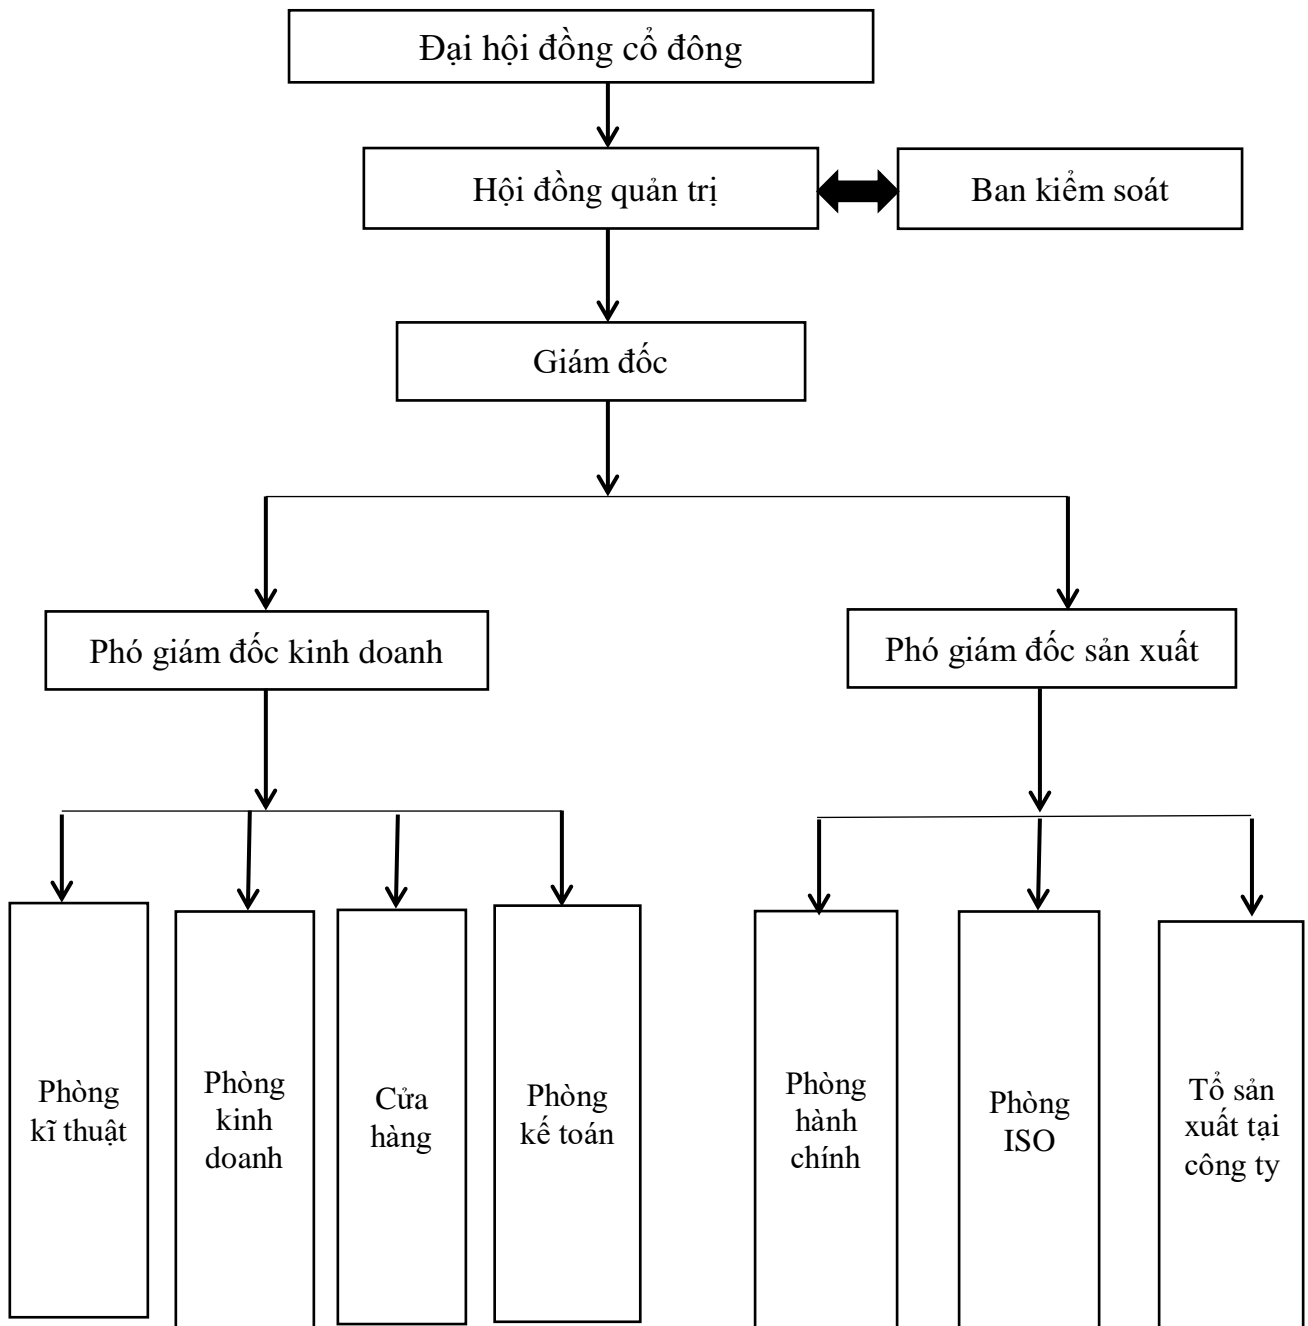 Đại hội đồng cổ đông
Hội đồng quản trị
Ban kiểm soát
Giám đốc
Phó giám đốc kinh doanh
Phó giám đốc sản xuất
Phòng
kĩ thuật
Phòng
kinh
doanh
Cửa
hàng
Phòng
kế toán
Phòng
hành
chính
Phòng
ISO
Tổ sản
xuất tại
công ty